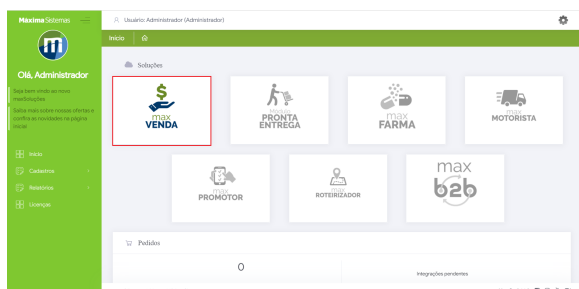 Máxima Sistemas
Usuário: Administrador (Administrador)
Início
Olá, Administrador
Seja bem vindo ao novo
maxSoluções
Saiba mais sobre nossas ofertas e
confira as novidades na página
inicial
Início
Cadastros
Relatórios
Licenças
Soluções
max
VENDA
PRONTA
ENTREGA
max
FARMA
max
MOTORISTA
max
PROMOTOR
max
ROTEIRIZADOR
max
b2b
Pedidos
0
Integrações pendentes